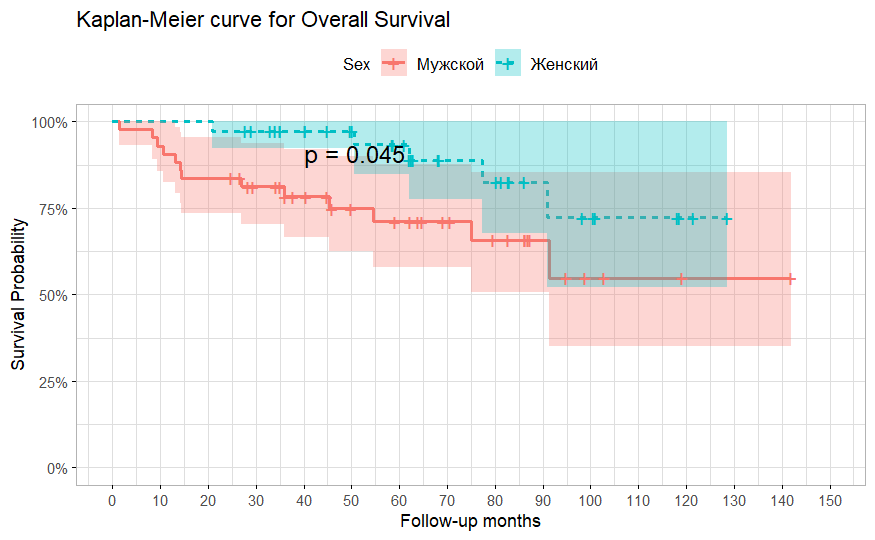 Kaplan-Meier curve for Overall Survival
Sex Мужской Женский
100%
p = 0.045
75%
50%
25%
0%
Survival Probability
0 10 20 30 40 50 60 70 80 90 100 110 120 130 140 150
Follow-up months